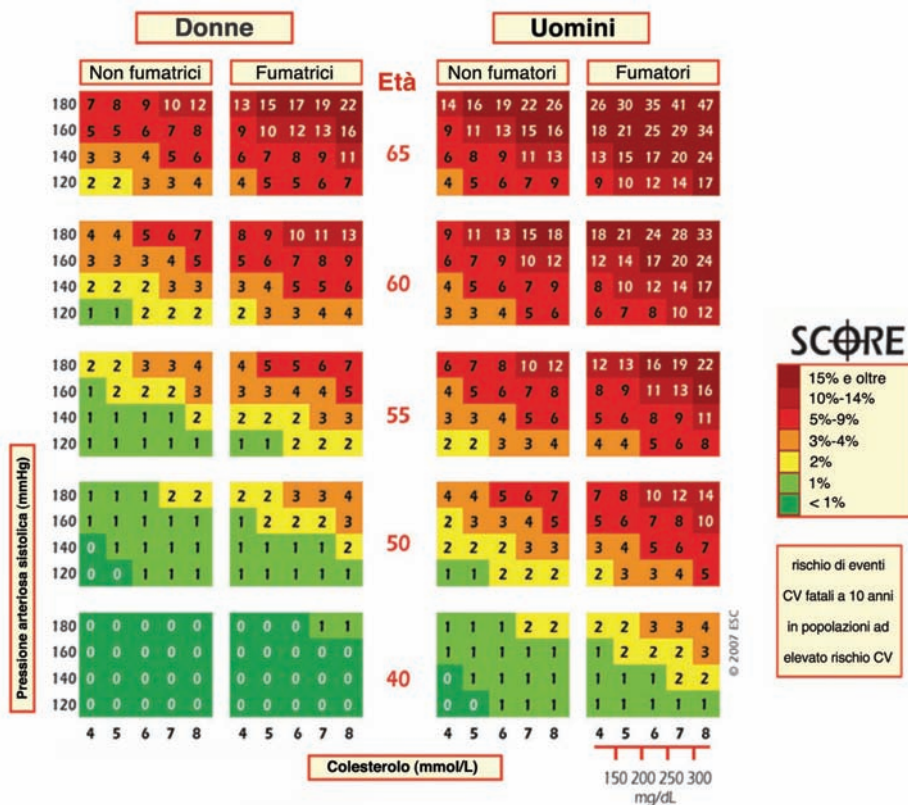 Donne Uomini
Non fumatrici Fumatrici Età Non fumatori Fumatori
180 7 8 9 10 12 13 15 17 19 22 14 16 19 22 26 26 30 35 41 47
160 5 5 6 7 8 9 10 12 13 16 9 11 13 15 16 18 21 25 29 34
65
140 3 3 4 5 6 6 7 8 9 11 6 8 9 11 13 13 15 17 20 24
120 2 2 3 3 4 4 5 5 6 7 4 5 6 7 9 9 10 12 14 17
180 4 4 5 6 7 8 9 10 11 13 9 11 13 15 18 18 21 24 28 33
160 3 3 3 4 5 5 6 7 8 9 6 7 9 10 12 12 14 17 20 24
60
140 2 2 2 3 3 3 4 5 5 6 4 5 6 7 9 8 10 12 14 17
120 1 1 2 2 2 2 3 3 4 4 3 3 4 5 6 6 7 8 10 12
180 2 2 3 3 4 4 5 5 6 7 6 7 8 10 12 12 13 16 19 22
160 1 2 2 2 3 3 3 4 4 5 4 5 6 7 8 8 9 11 13 16
55
140 1 1 1 1 2 2 2 2 3 3 3 3 4 5 6 5 6 8 9 11
120 1 1 1 1 1 1 1 2 2 2 2 2 3 3 4 4 4 5 6 8
180 1 1 1 2 2 2 2 3 3 4 4 4 5 6 7 7 8 10 12 14
160 1 1 1 1 1 1 2 2 2 3 2 3 3 4 5 5 6 7 8 10
50
140 0 1 1 1 1 1 1 1 1 2 2 2 2 3 3 3 4 5 6 7
120 0 0 1 1 1 1 1 1 1 1 1 1 2 2 2 2 3 3 4 5
180 0 0 0 0 0 0 0 0 1 1 1 1 1 2 2 2 2 3 3 4
160 0 0 0 0 0 0 0 0 0 0 1 1 1 1 1 1 2 2 2 3
40
140 0 0 0 0 0 0 0 0 0 0 0 1 1 1 1 1 1 1 2 2
120 0 0 0 0 0 0 0 0 0 0 0 0 1 1 1 1 1 1 1 1
4 5 6 7 8 4 5 6 7 8 4 5 6 7 8 4 5 6 7 8
Colesterolo (mmol/L)
150 200 250 300
mg/dL
Pressione arteriosa sistolica (mmHg)
© 2007 ESC
SCORE
15% e oltre
10%-14%
5%-9%
3%-4%
2%
1%
< 1%
rischio di eventi
CV fatali a 10 anni
in popolazioni ad
elevato rischio CV